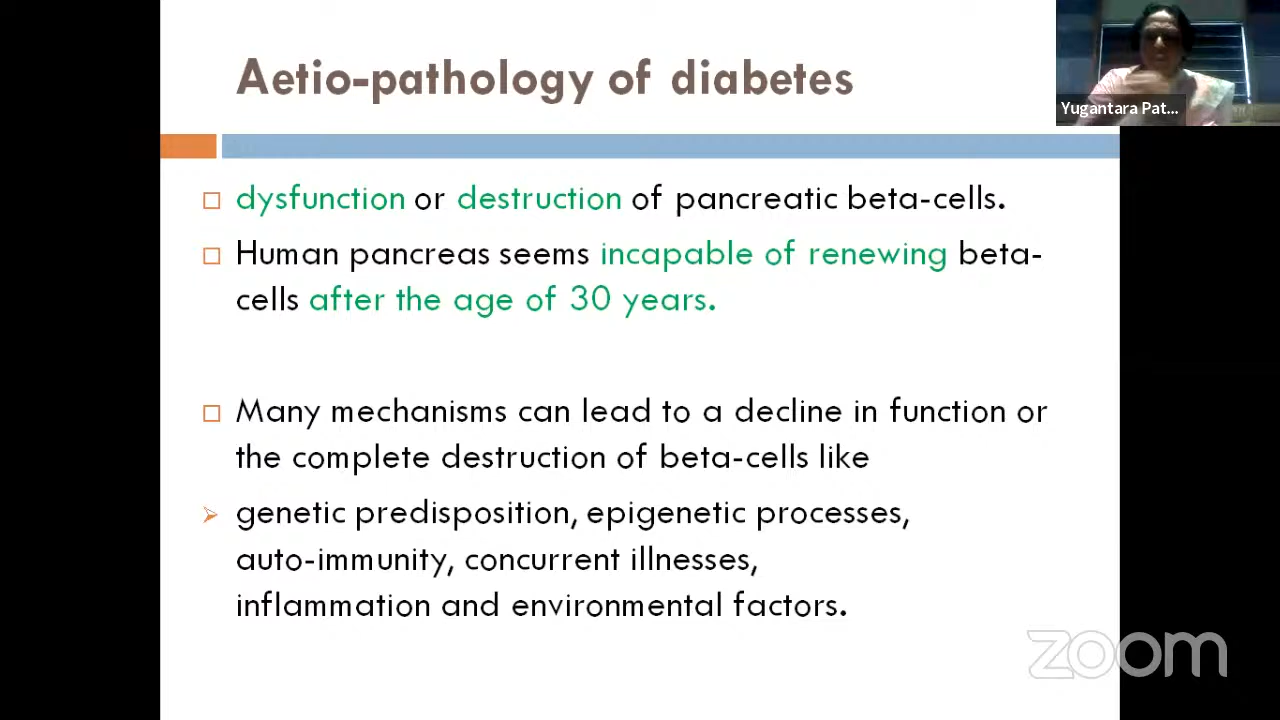 Aetio-pathology of diabetes
Yugantara Pat...
dysfunction or destruction of pancreatic beta-cells.
Human pancreas seems incapable of renewing beta-
cells after the age of 30 years.
Many mechanisms can lead to a decline in function or
the complete destruction of beta-cells like
genetic predisposition, epigenetic processes,
auto-immunity, concurrent illnesses,
inflammation and environmental factors.
zoom